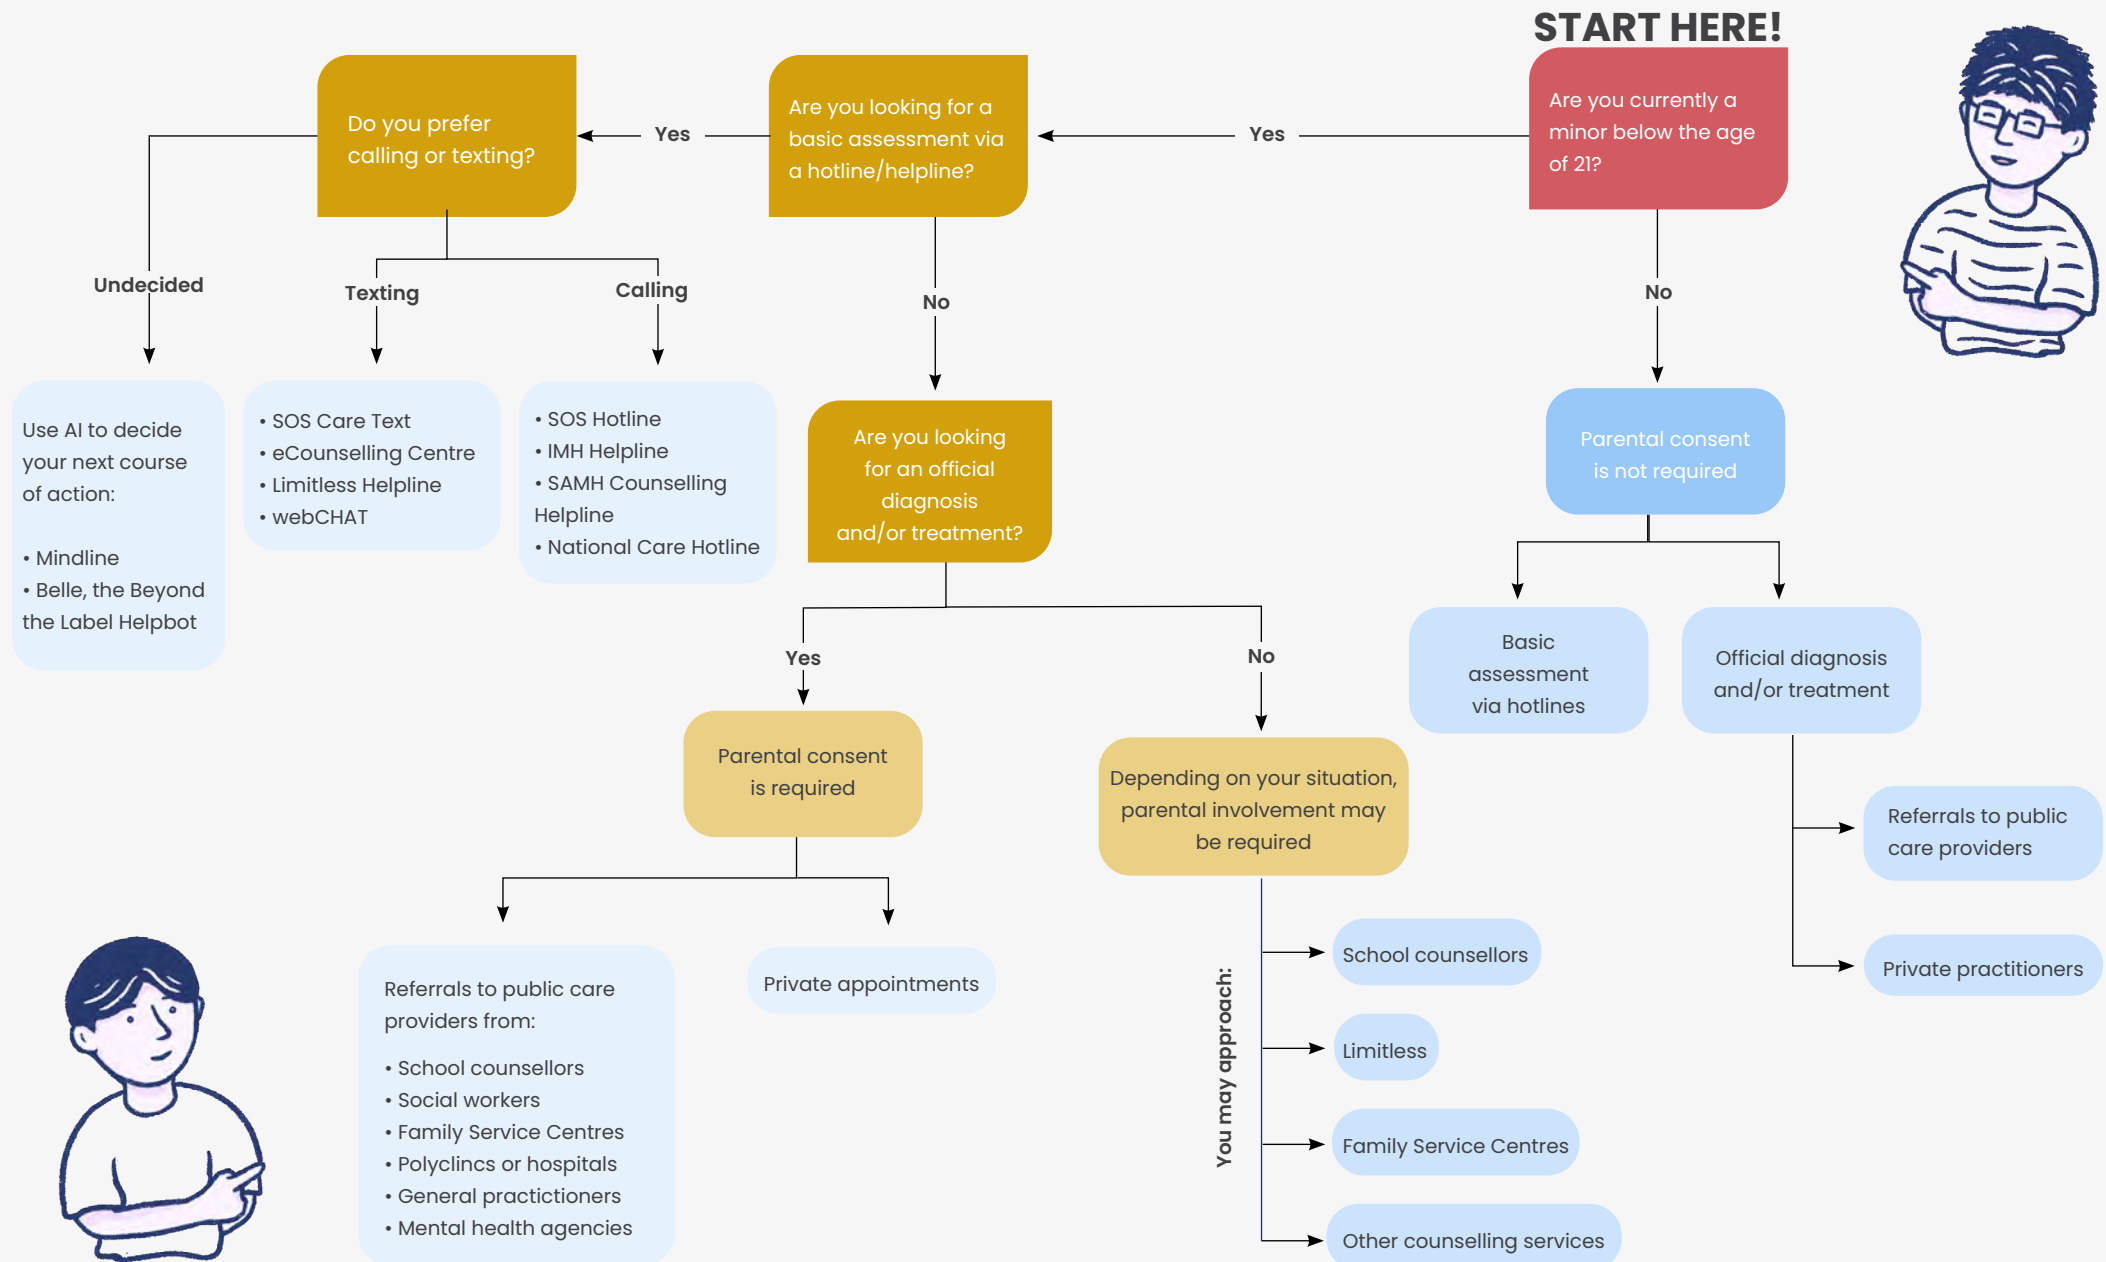 START HERE!
Are you currently a
minor below the age
of 21?
Yes
Are you looking for a
basic assessment via
a hotline/helpline?
Yes
Do you prefer
calling or texting?
Undecided
Texting
Calling
No
No
Use AI to decide
your next course
of action:
• Mindline
• Belle, the Beyond
the Label Helpbot
• SOS Care Text
• eCounselling Centre
• Limitless Helpline
• webCHAT
• SOS Hotline
• IMH Helpline
• SAMH Counselling
Helpline
• National Care Hotline
Are you looking
for an official
diagnosis
and/or treatment?
Parental consent
is not required
Yes
No
Basic
assessment
via hotlines
Official diagnosis
and/or treatment
Parental consent
is required
Depending on your situation,
parental involvement may
be required
Referrals to public
care providers
Private practitioners
Referrals to public care
providers from:
• School counsellors
• Social workers
• Family Service Centres
• Polyclincs or hospitals
• General practictioners
• Mental health agencies
Private appointments
You may approach:
School counsellors
Limitless
Family Service Centres
Other counselling services